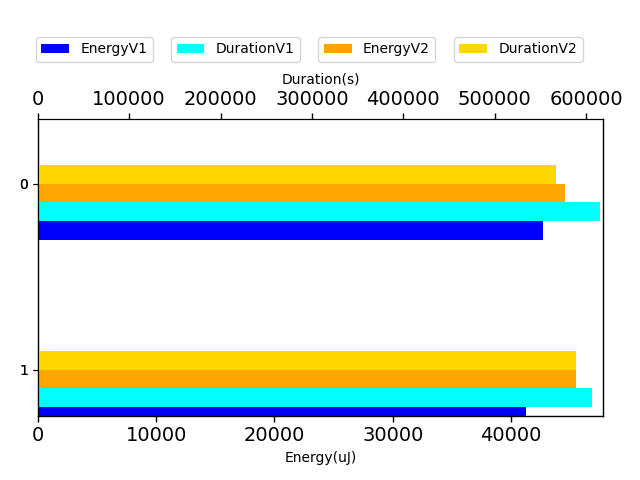 EnergyV1 DurationV1 EnergyV2 DurationV2
Duration(s)
0 100000 200000 300000 400000 500000 600000
0
1
0 10000 20000 30000 40000
Energy(uJ)